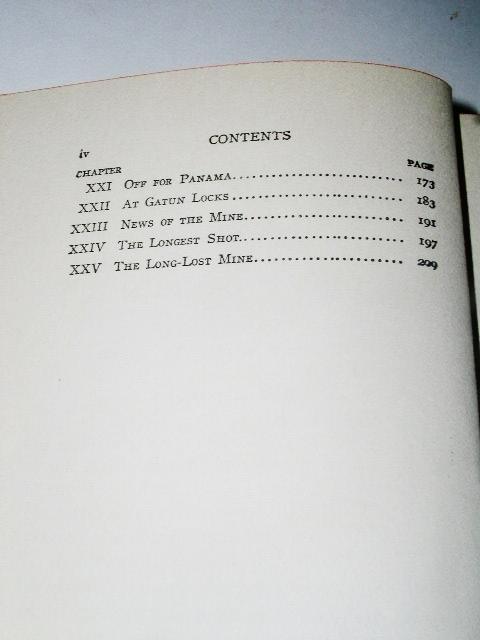 iv CONTENTS
CHAPTER PAGE
XXI Off for Panama.......................... 173
XXII At Gatun Locks.......................... 183
XXIII News of the Mine........................ 191
XXIV The Longest Shot......................... 197
XXV The Long-Lost Mine....................... 209